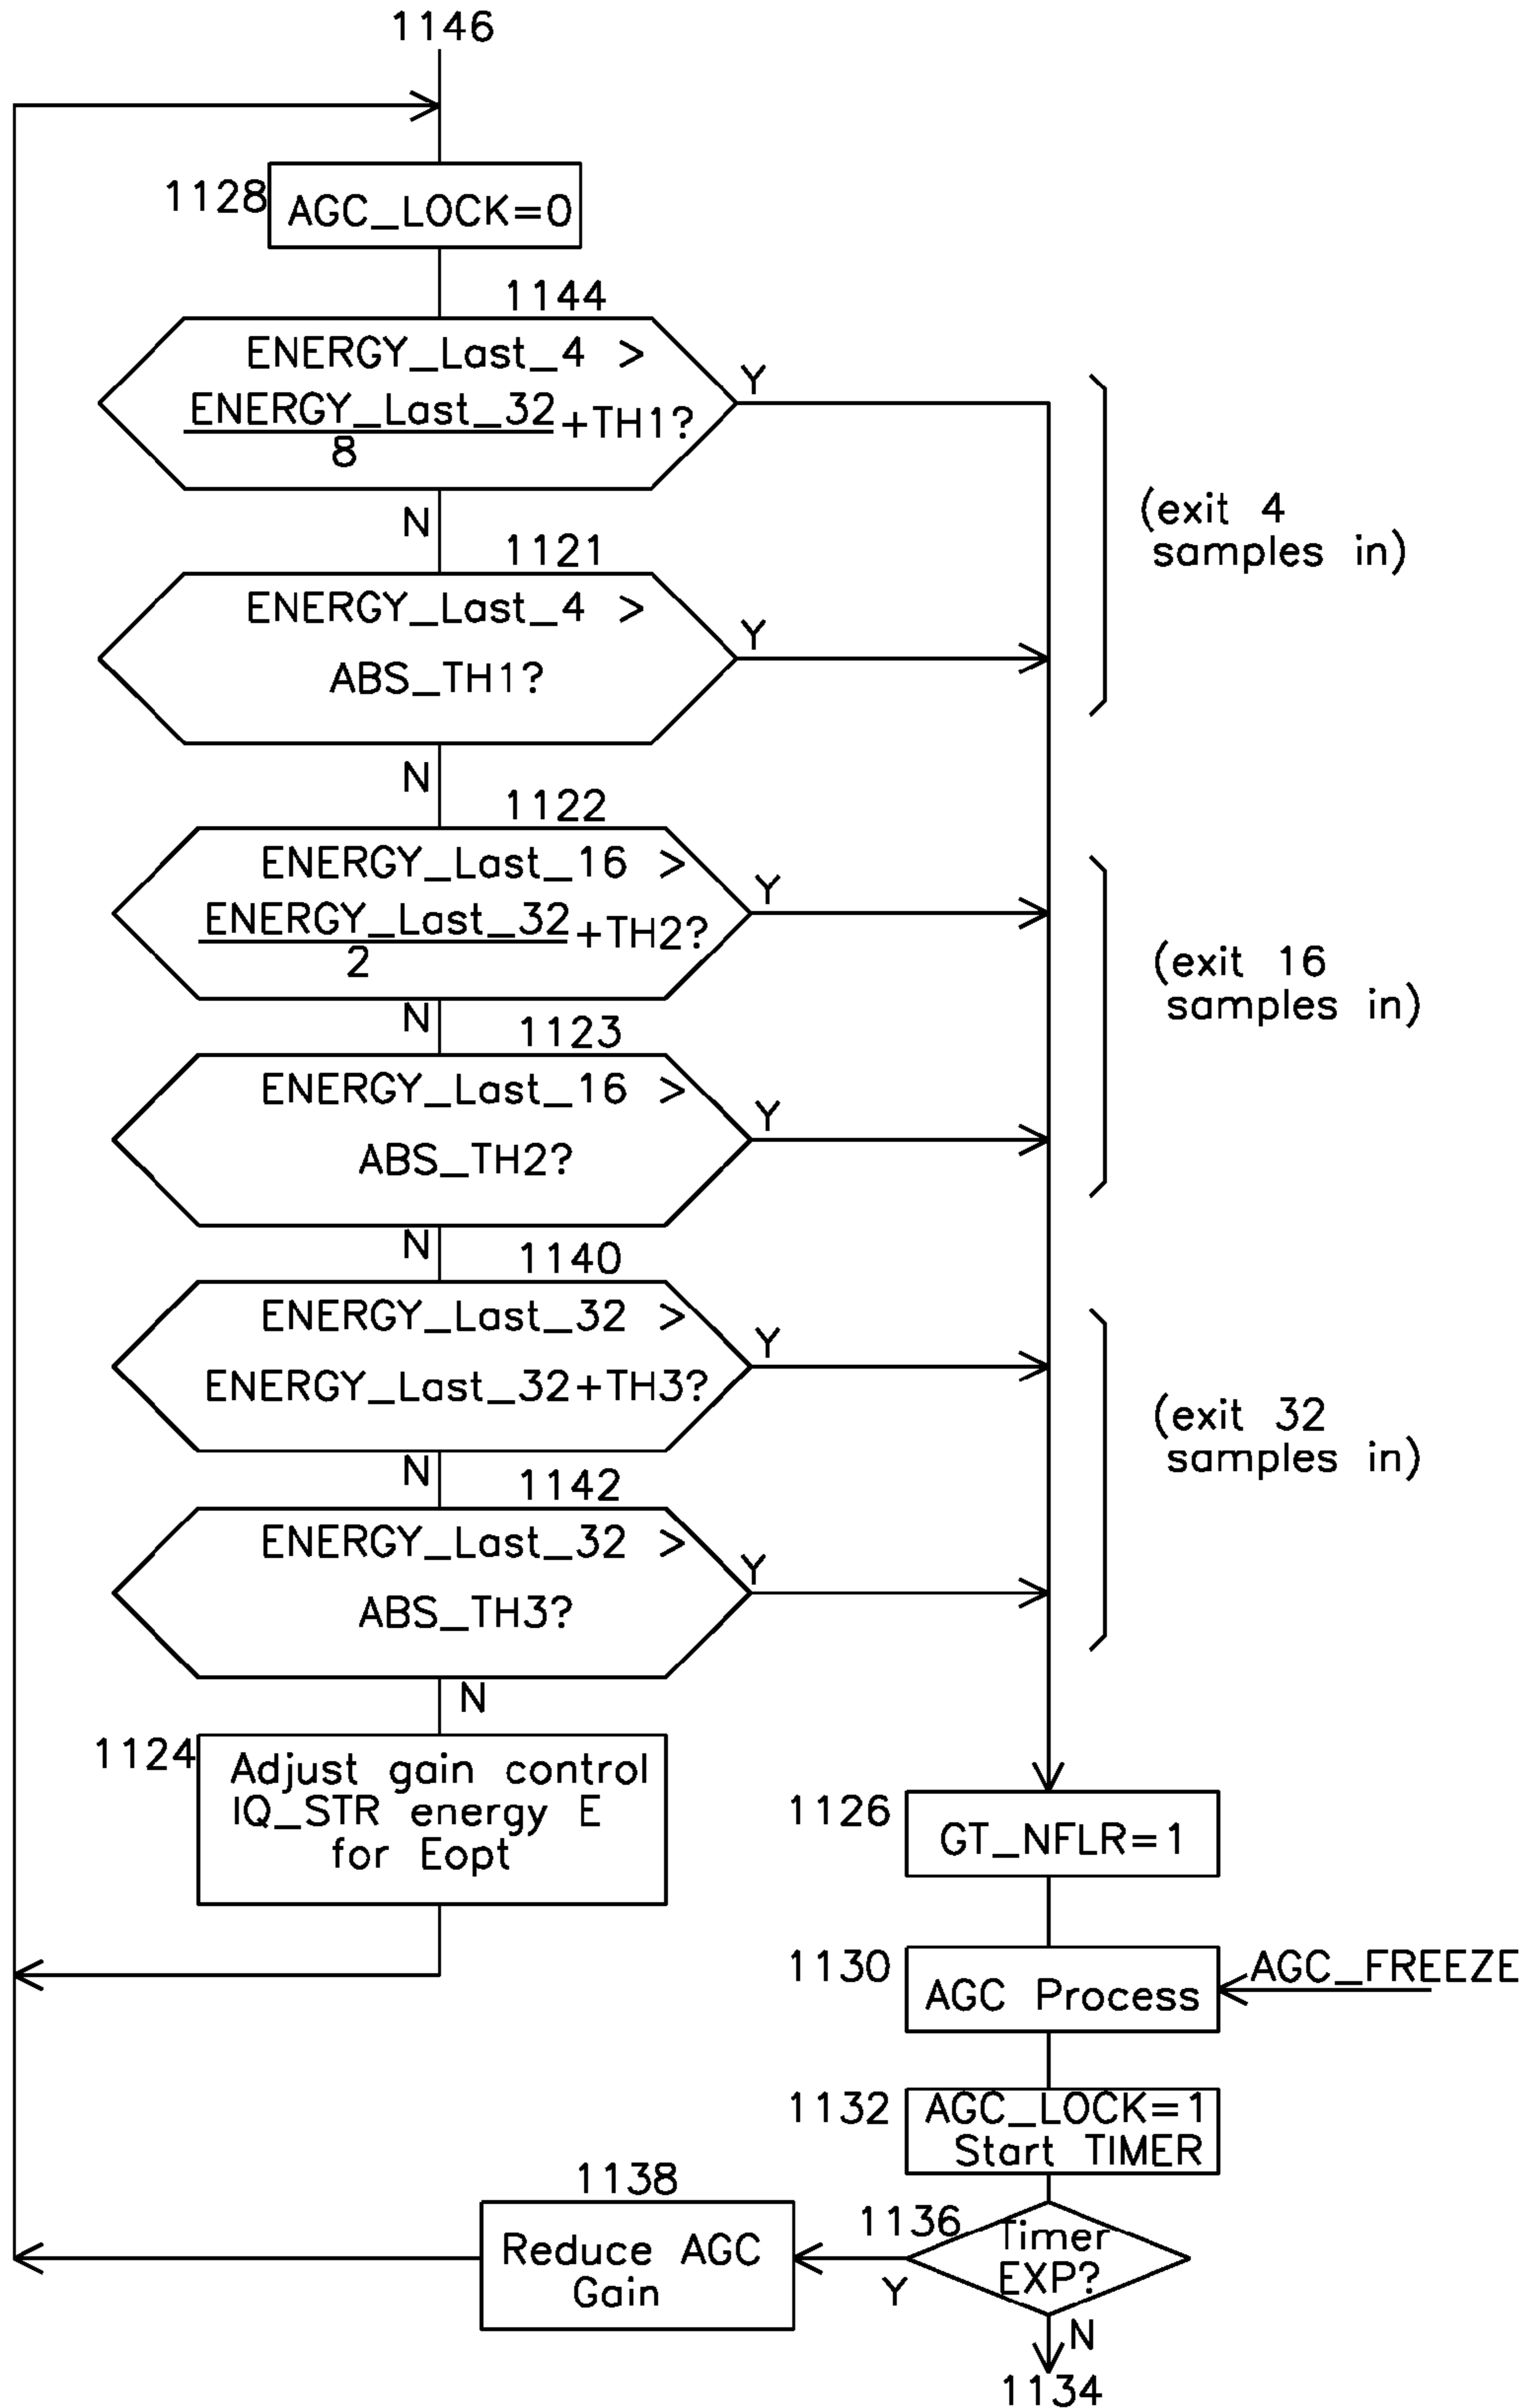 1146
1128
AGC_LOCK=0
1144
ENERGY_Last_4 >
ENERGY_Last_32
8
+TH1?
Y
N
(exit 4
samples in)
1121
ENERGY_Last_4 >
ABS_TH1?
Y
N
1122
ENERGY_Last_16 >
ENERGY_Last_32
2
+TH2?
Y
N
(exit 16
samples in)
1123
ENERGY_Last_16 >
ABS_TH2?
Y
N
1140
ENERGY_Last_32 >
ENERGY_Last_32+TH3?
Y
N
(exit 32
samples in)
1142
ENERGY_Last_32 >
ABS_TH3?
Y
N
1124
Adjust gain control
IQ_STR energy E
for Eopt
1126
GT_NFLR=1
1130
AGC Process
AGC_FREEZE
1132
AGC_LOCK=1
Start TIMER
1138
Reduce AGC
Gain
1136
Timer
EXP?
Y
N
1134